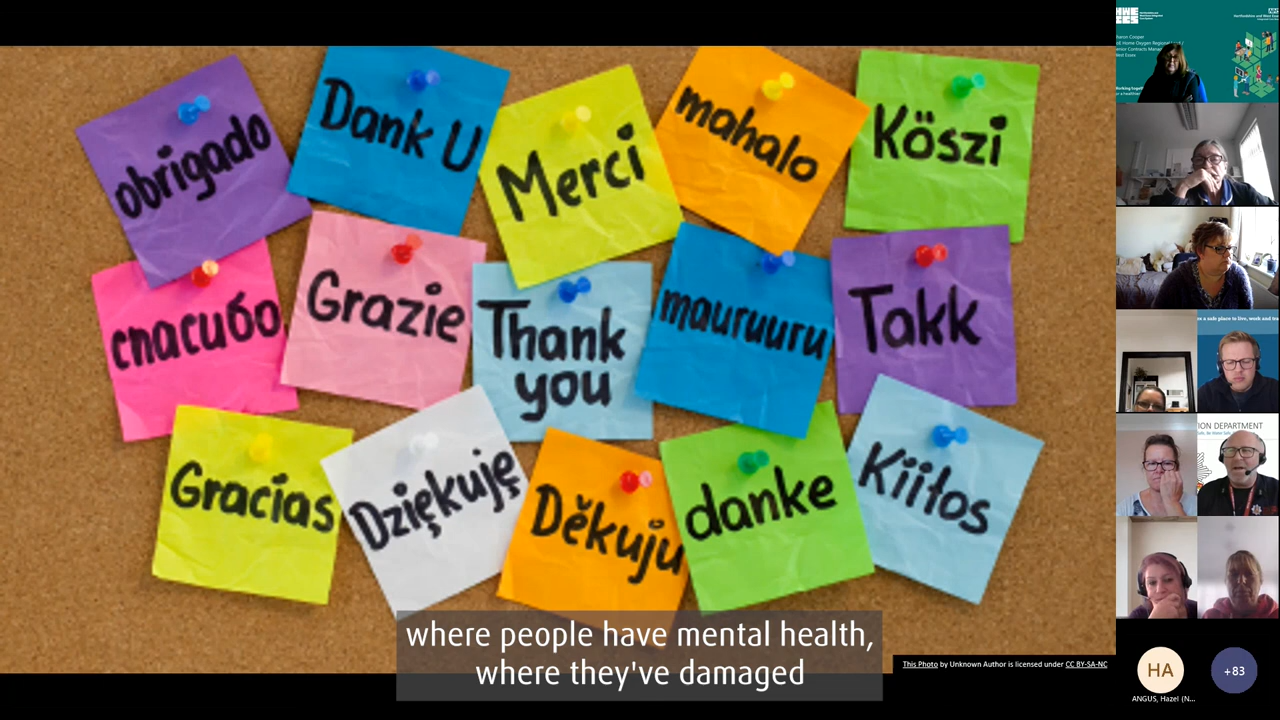 obrigado
Dank U
Merci
mahalo
Köszi
спасибо
Grazie
Thank
you
mauruuru
Takk
Gracias
Dziękuję
Děkuju
danke
Kiitos
where people have mental health,
where they've damaged
This Photo by Unknown Author is licensed under CC BY-SA-NC
HA
ANGUS, Hazel (N...
+83